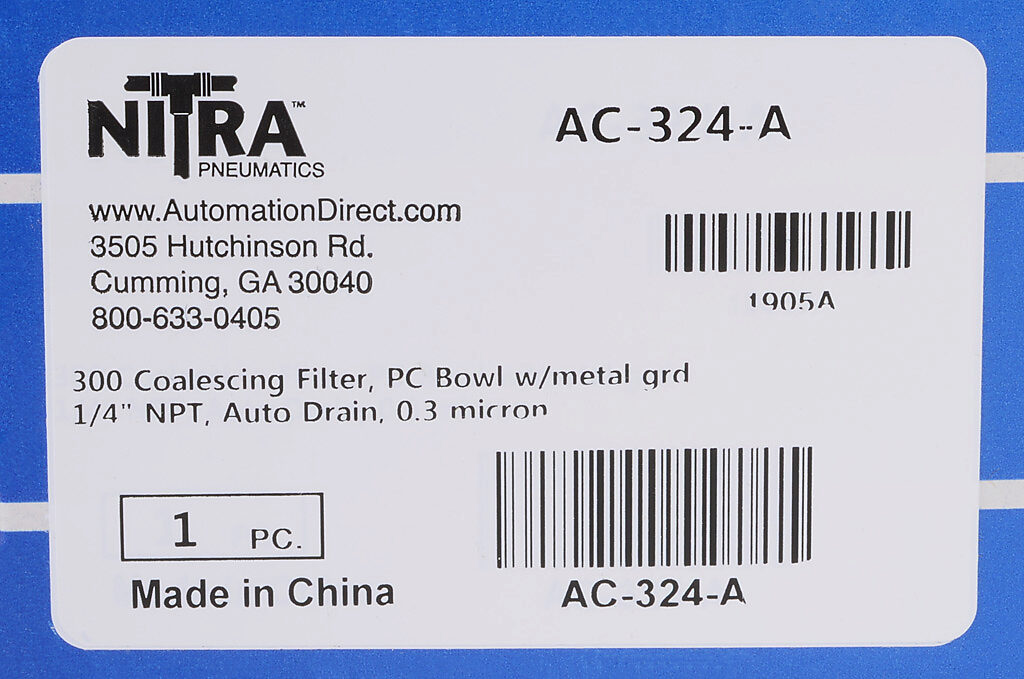 NITRA™
PNEUMATICS
www.AutomationDirect.com
3505 Hutchinson Rd.
Cumming, GA 30040
800-633-0405
AC-324-A
1905A
300 Coalescing Filter, PC Bowl w/metal grd
1/4" NPT, Auto Drain, 0.3 micron
1 PC.
Made in China
AC-324-A